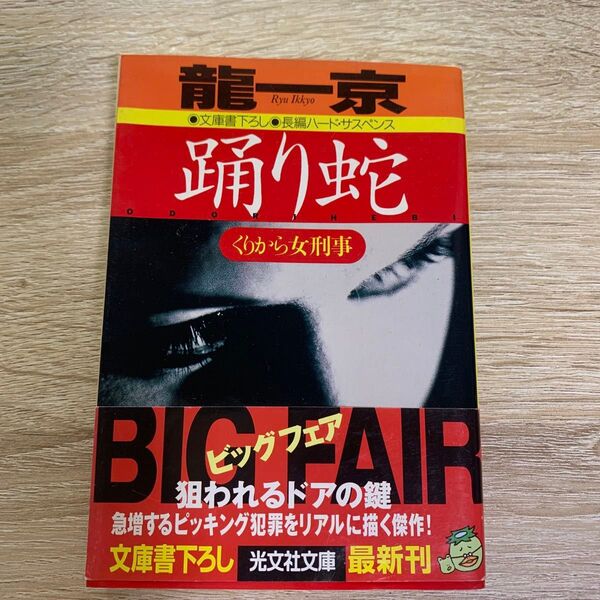 龍一京
Ryu Ikkyo
●文庫書下ろし●長編ハード・サスペンス
踊り蛇
ODORIHEBI
くりから女刑事
BIG FAIR
ビッグフェア
狙われるドアの鍵
急増するピッキング犯罪をリアルに描く傑作!
文庫書下ろし 光文社文庫 最新刊